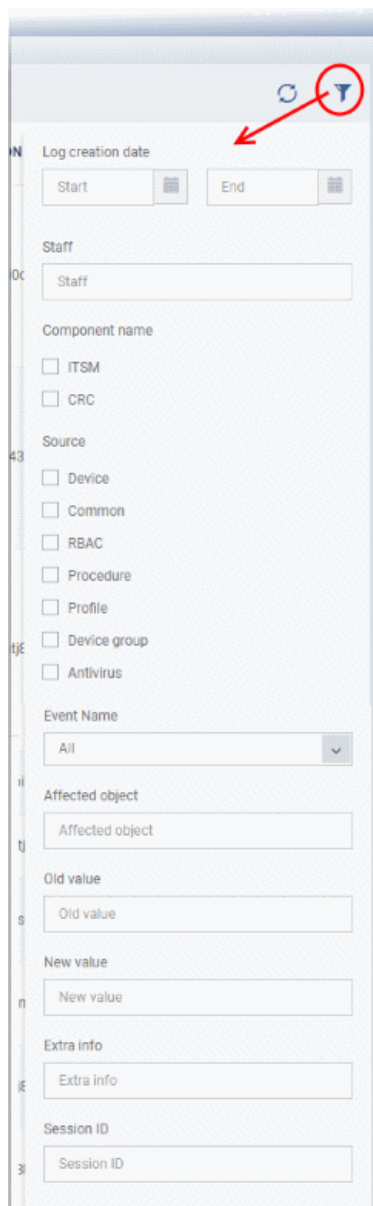 Log creation date
Start End
Staff
Staff
Component name
ITSM
CRC
Source
43
Device
Common
RBAC
Procedure
Profile
Device group
Antivirus
Event Name
All
Affected object
Affected object
Old value
Old value
New value
New value
Extra info
Extra info
Session ID
Session ID